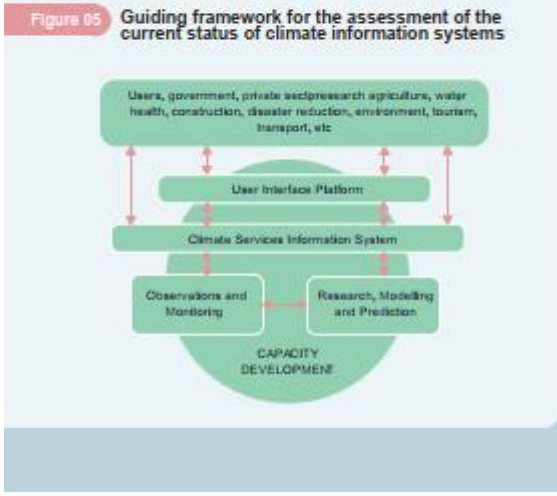 Figure 05
Guiding framework for the assessment of the
current status of climate information systems
Users, government, private sectpresearch agriculture, water
health, construction, disaster reduction, environment, tourism,
transport, etc
User Interface Platform
Climate Services Information System
Observations and
Monitoring
Research, Modelling
and Prediction
CAPACITY
DEVELOPMENT